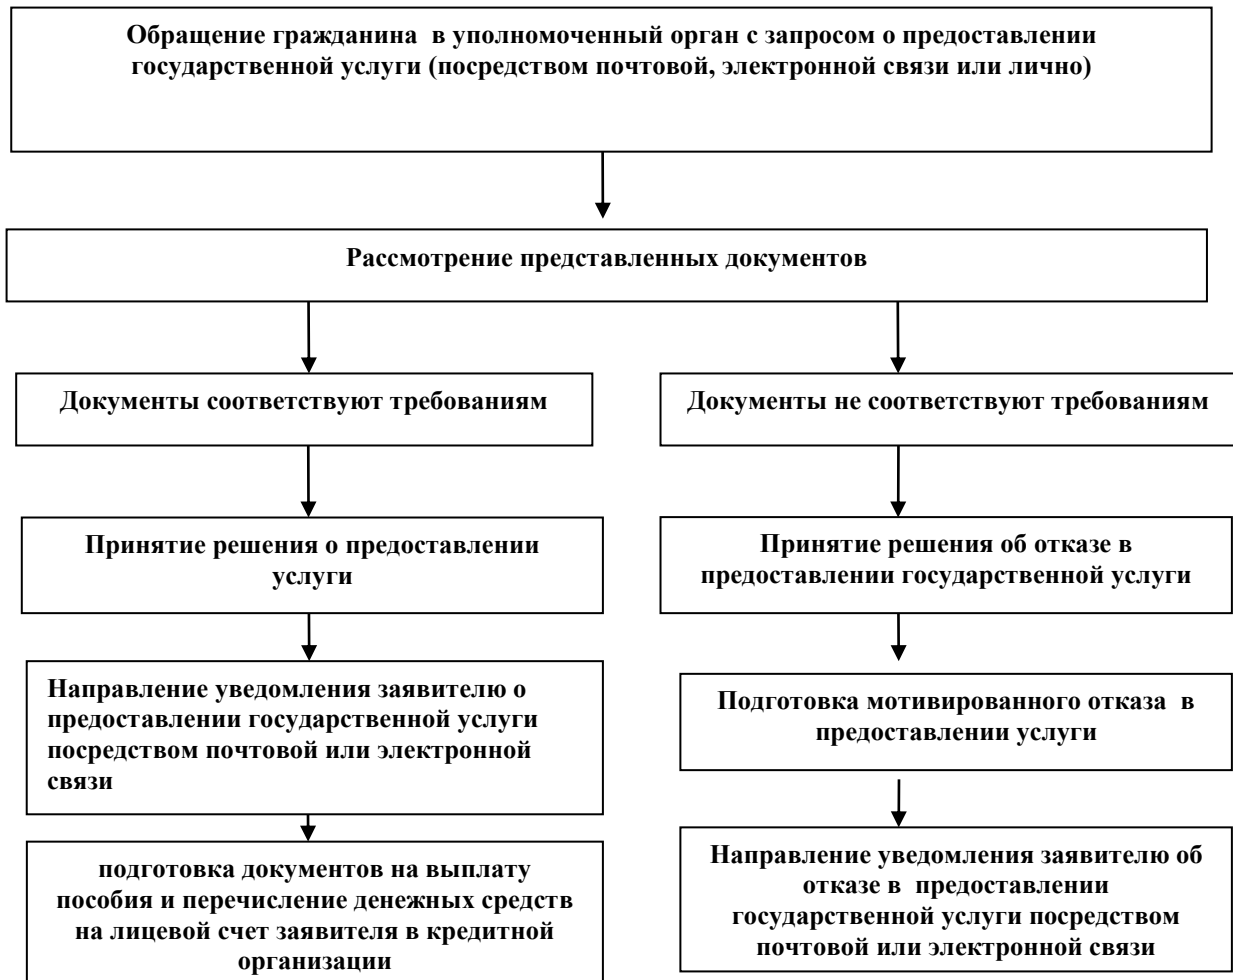 Обращение гражданина  в уполномоченный орган с запросом о предоставлении
государственной услуги (посредством почтовой, электронной связи или лично)
Рассмотрение представленных документов
Документы соответствуют требованиям
Документы не соответствуют требованиям
Принятие решения о предоставлении
услуги
Принятие решения об отказе в
предоставлении государственной услуги
Направление уведомления заявителю о
предоставлении государственной услуги
посредством почтовой или электронной
связи
Подготовка мотивированного отказа  в
предоставлении услуги
подготовка документов на выплату
пособия и перечисление денежных средств
на лицевой счет заявителя в кредитной
организации
Направление уведомления заявителю об
отказе в  предоставлении
государственной услуги посредством
почтовой или электронной связи